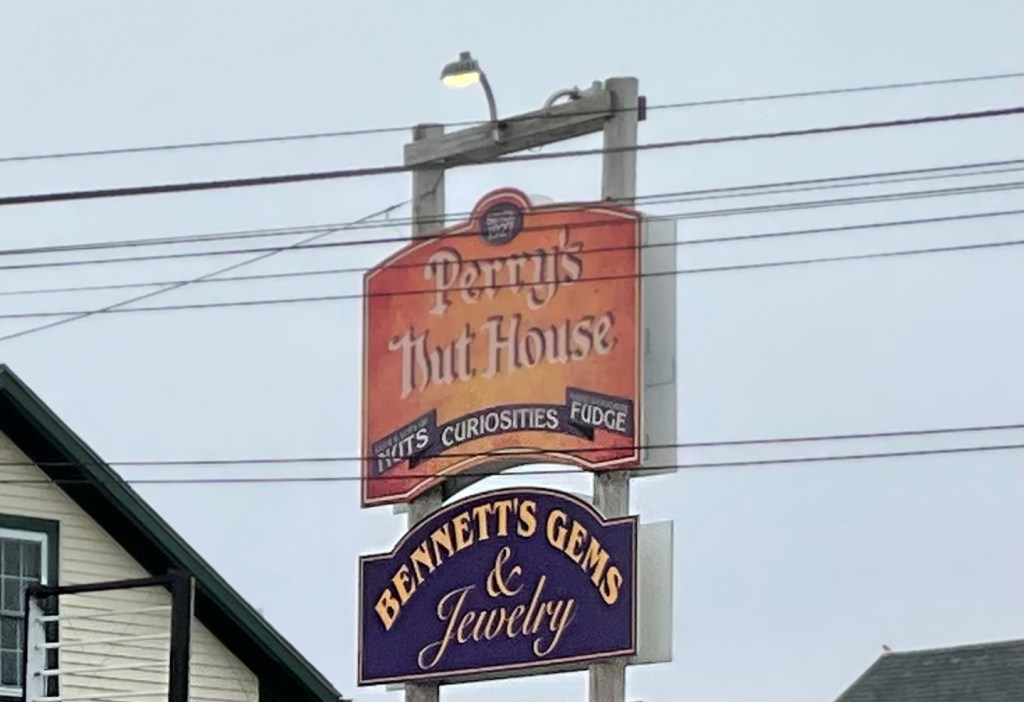 Perry's
Nut House
NUTS CURIOSITIES FUDGE
BENNETT'S GEMS
&
Jewelry